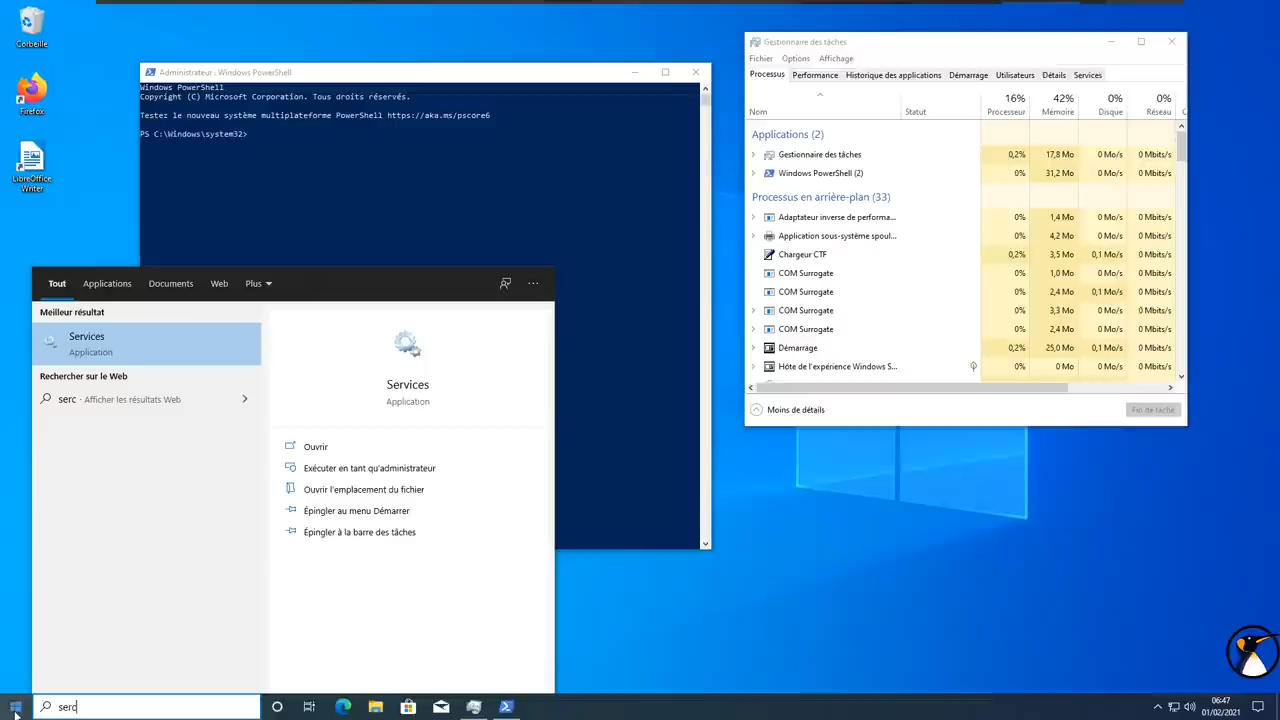 Corbeille
Firefox
LibreOffice
Writer
Administrateur : Windows PowerShell
Windows PowerShell
Copyright (C) Microsoft Corporation. Tous droits réservés.
Testez le nouveau système multiplateforme PowerShell https://aka.ms/pscore6
PS C:\Windows\system32>
Gestionnaire des tâches
Fichier Options Affichage
Processus Performance Historique des applications Démarrage Utilisateurs Détails Services
16% 42% 0% 0%
Nom Statut Processeur Mémoire Disque Réseau C
Applications (2)
Gestionnaire des tâches 0,2% 17,8 Mo 0 Mo/s 0 Mbits/s
Windows PowerShell (2) 0% 31,2 Mo 0 Mo/s 0 Mbits/s
Processus en arrière-plan (33)
Adaptateur inverse de performa... 0% 1,4 Mo 0 Mo/s 0 Mbits/s
Application sous-système spoul... 0% 4,2 Mo 0 Mo/s 0 Mbits/s
Chargeur CTF 0,2% 3,5 Mo 0,1 Mo/s 0 Mbits/s
COM Surrogate 0% 1,0 Mo 0 Mo/s 0 Mbits/s
COM Surrogate 0% 2,4 Mo 0,1 Mo/s 0 Mbits/s
COM Surrogate 0% 3,3 Mo 0 Mo/s 0 Mbits/s
COM Surrogate 0% 2,4 Mo 0 Mo/s 0 Mbits/s
Démarrage 0,2% 25,0 Mo 0,1 Mo/s 0 Mbits/s
Hôte de l'expérience Windows S... 0% 0 Mo 0 Mo/s 0 Mbits/s
Moins de détails
Fin de tâche
Tout Applications Documents Web Plus
Meilleur résultat
Services
Application
Rechercher sur le Web
serc - Afficher les résultats Web
Services
Application
Ouvrir
Exécuter en tant qu'administrateur
Ouvrir l'emplacement du fichier
Épingler au menu Démarrer
Épingler à la barre des tâches
serc
06:47
01/02/2021